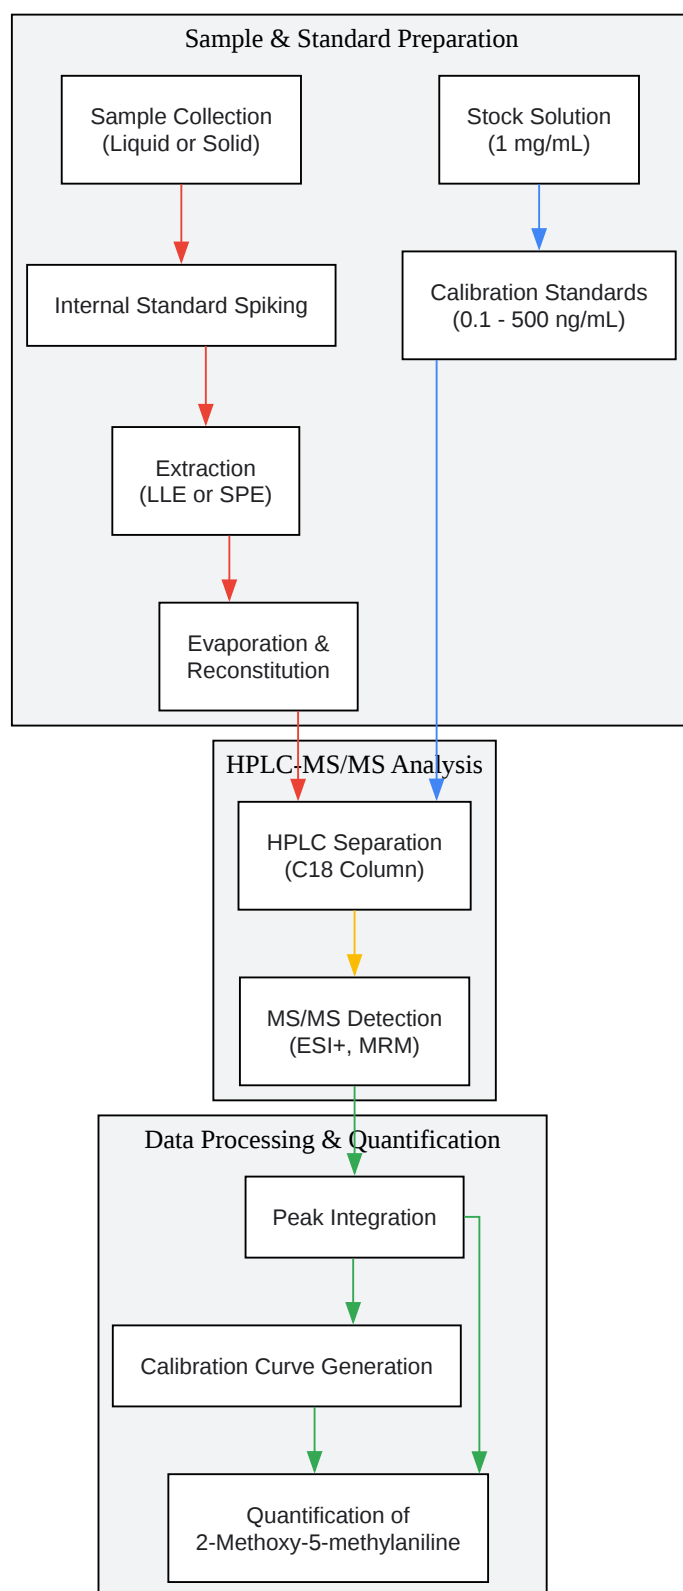 Sample & Standard Preparation
Sample Collection
(Liquid or Solid)
Stock Solution
(1 mg/mL)
Internal Standard Spiking
Calibration Standards
(0.1 - 500 ng/mL)
Extraction
(LLE or SPE)
Evaporation &
Reconstitution
HPLC-MS/MS Analysis
HPLC Separation
(C18 Column)
MS/MS Detection
(ESI+, MRM)
Data Processing & Quantification
Peak Integration
Calibration Curve Generation
Quantification of
2-Methoxy-5-methylaniline